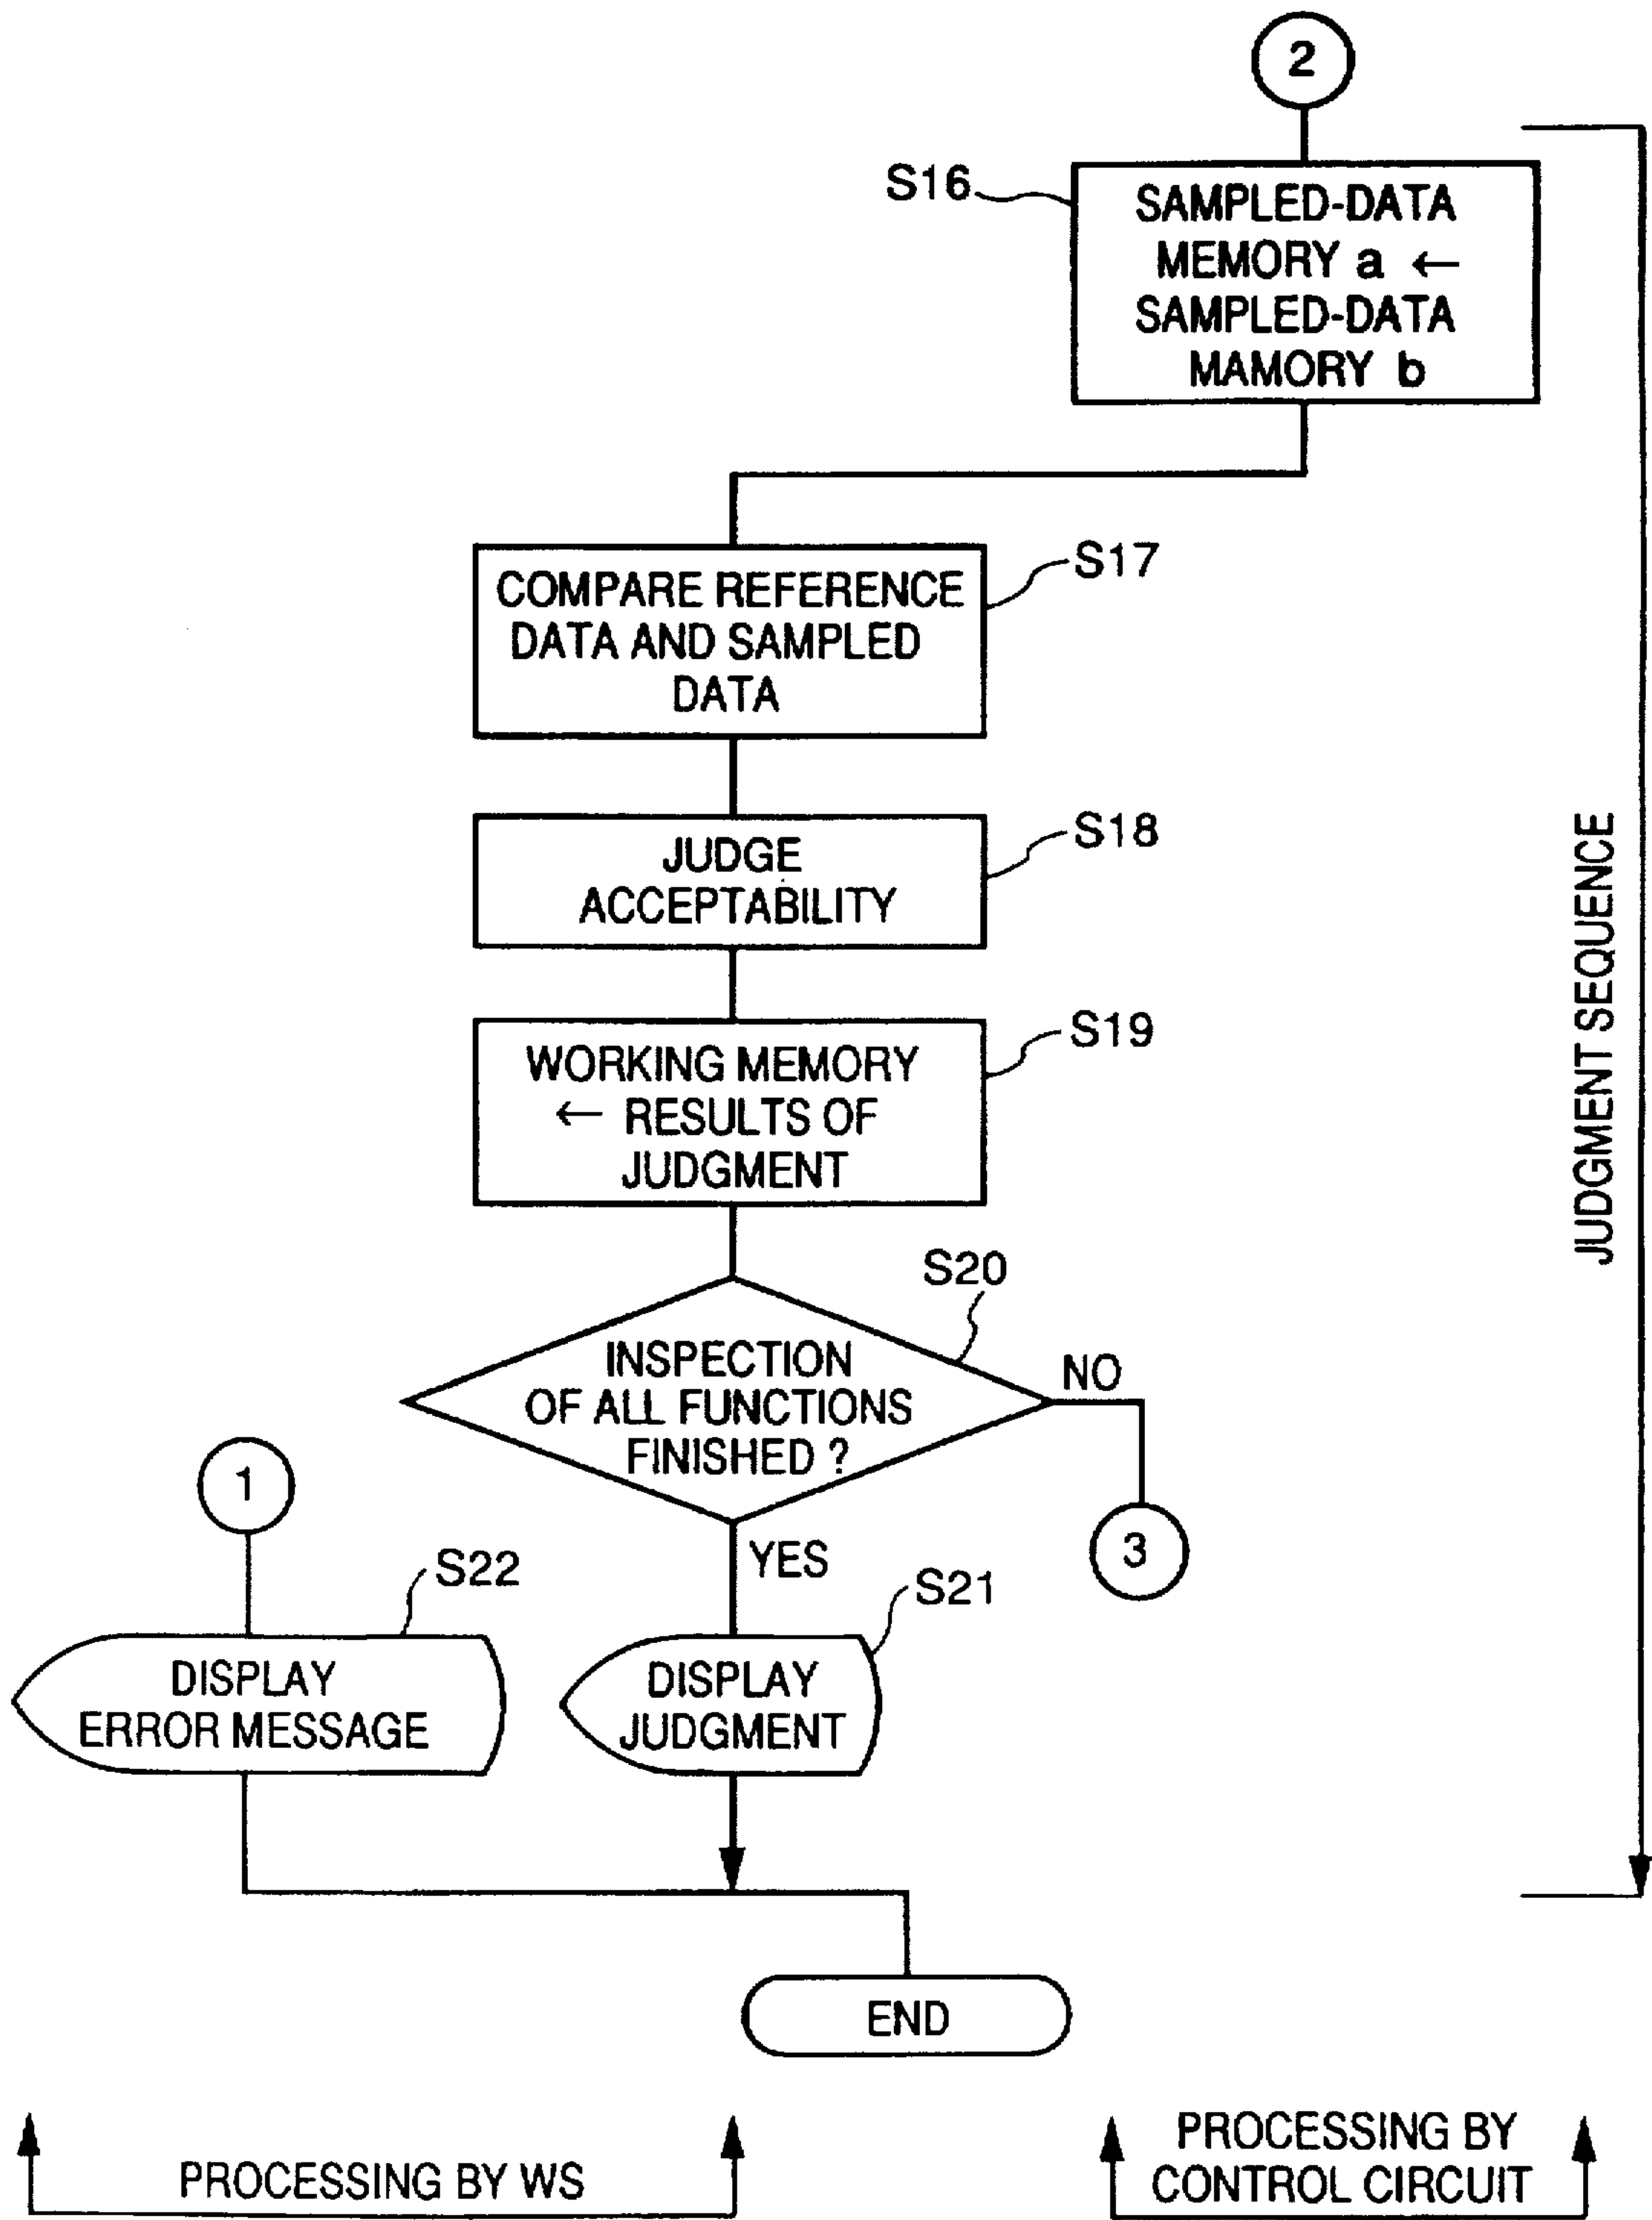 2
S16
SAMPLED-DATA
MEMORY a ←
SAMPLED-DATA
MAMORY b
S17
COMPARE REFERENCE
DATA AND SAMPLED
DATA
S18
JUDGE
ACCEPTABILITY
S19
WORKING MEMORY
← RESULTS OF
JUDGMENT
JUDGMENT SEQUENCE
S20
INSPECTION
OF ALL FUNCTIONS
FINISHED ?
NO
3
1
YES
S22
S21
DISPLAY
ERROR MESSAGE
DISPLAY
JUDGMENT
END
PROCESSING BY WS
PROCESSING BY
CONTROL CIRCUIT